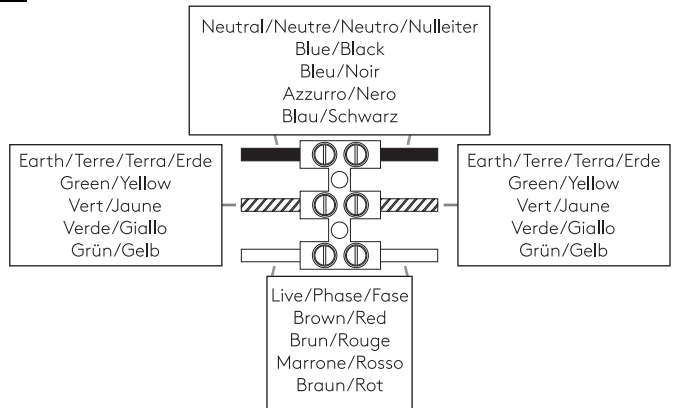 Neutral/Neutre/Neutro/Nulleiter
Blue/Black
Bleu/Noir
Azzurro/Nero
Blau/Schwarz
Earth/Terre/Terra/Erde
Green/Yellow
Vert/Jaune
Verde/Giallo
Grün/Gelb
Earth/Terre/Terra/Erde
Green/Yellow
Vert/Jaune
Verde/Giallo
Grün/Gelb
Live/Phase/Fase
Brown/Red
Brun/Rouge
Marrone/Rosso
Braun/Rot